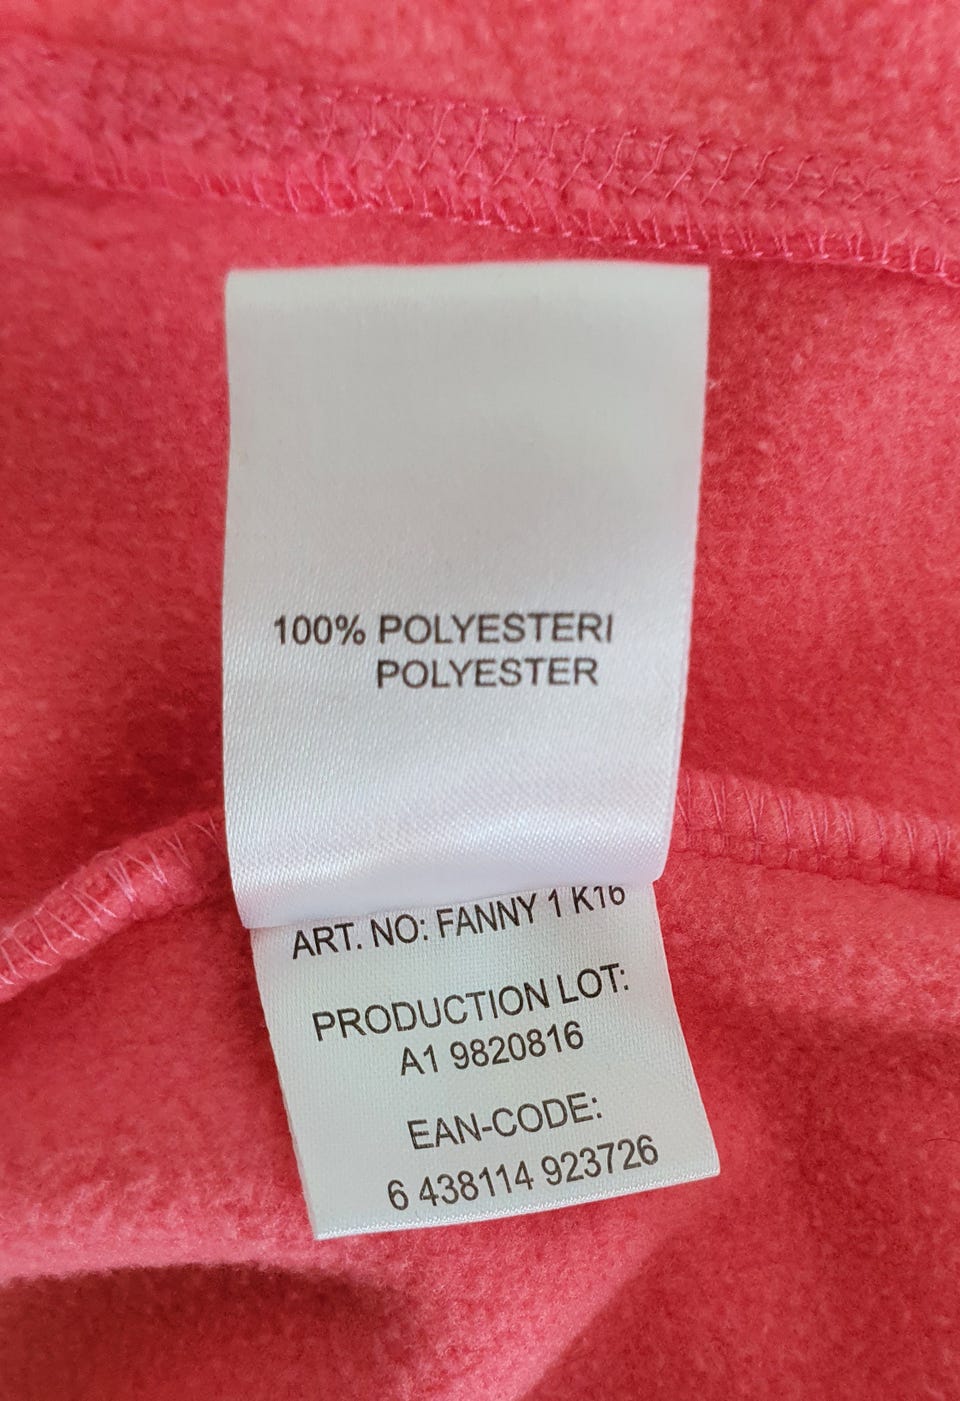 100% POLYESTERI
POLYESTER
ART. NO: FANNY 1 K16
PRODUCTION LOT:
A1 9820816
EAN-CODE:
6 438114 923726